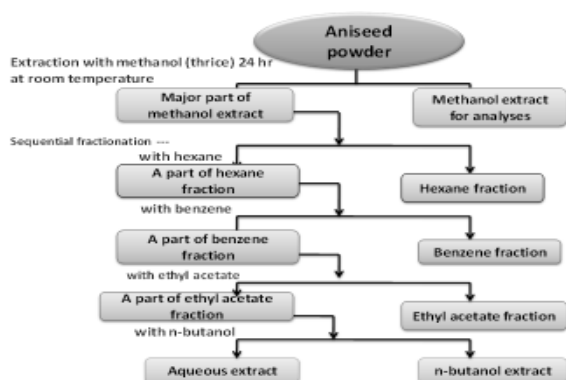 Aniseed
powder
Extraction with methanol (thrice) 24 hr
at room temperature
Major part of
methanol extract
Methanol extract
for analyses
Sequential fractionation ---
with hexane
A part of hexane
fraction
Hexane fraction
with benzene
A part of benzene
fraction
Benzene fraction
with ethyl acetate
A part of ethyl acetate
fraction
Ethyl acetate fraction
with n-butanol
Aqueous extract
n-butanol extract